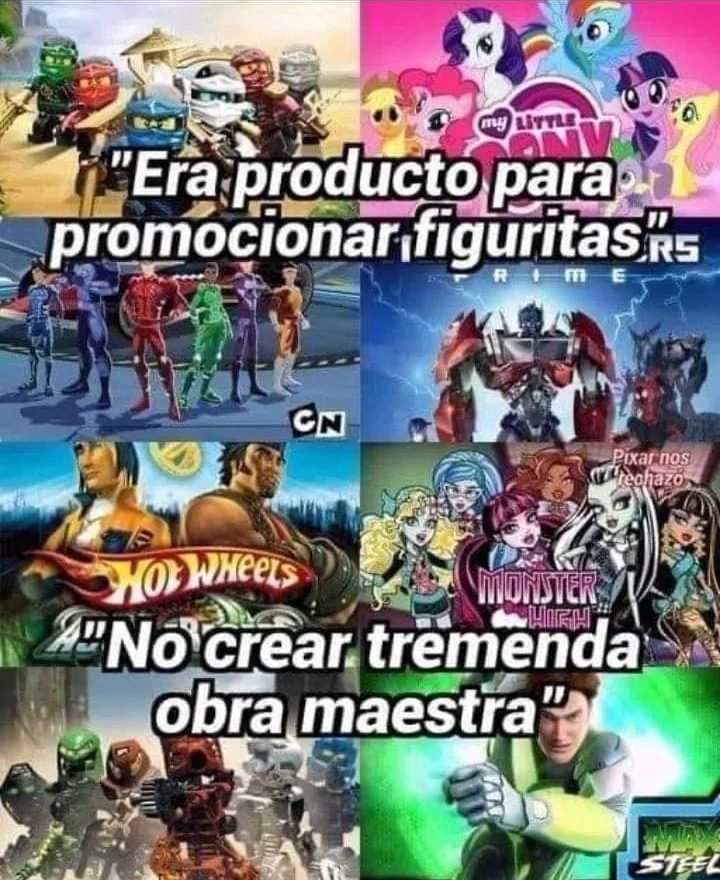 my LiTTLE
PONY
"Era producto para
promocionar figuritas"
RS
PRIME
CN
Pixar nos
rechazó
HOT WHEELS
MONSTER
HIGH
"No crear tremenda
obra maestra"
MAX
STEEL